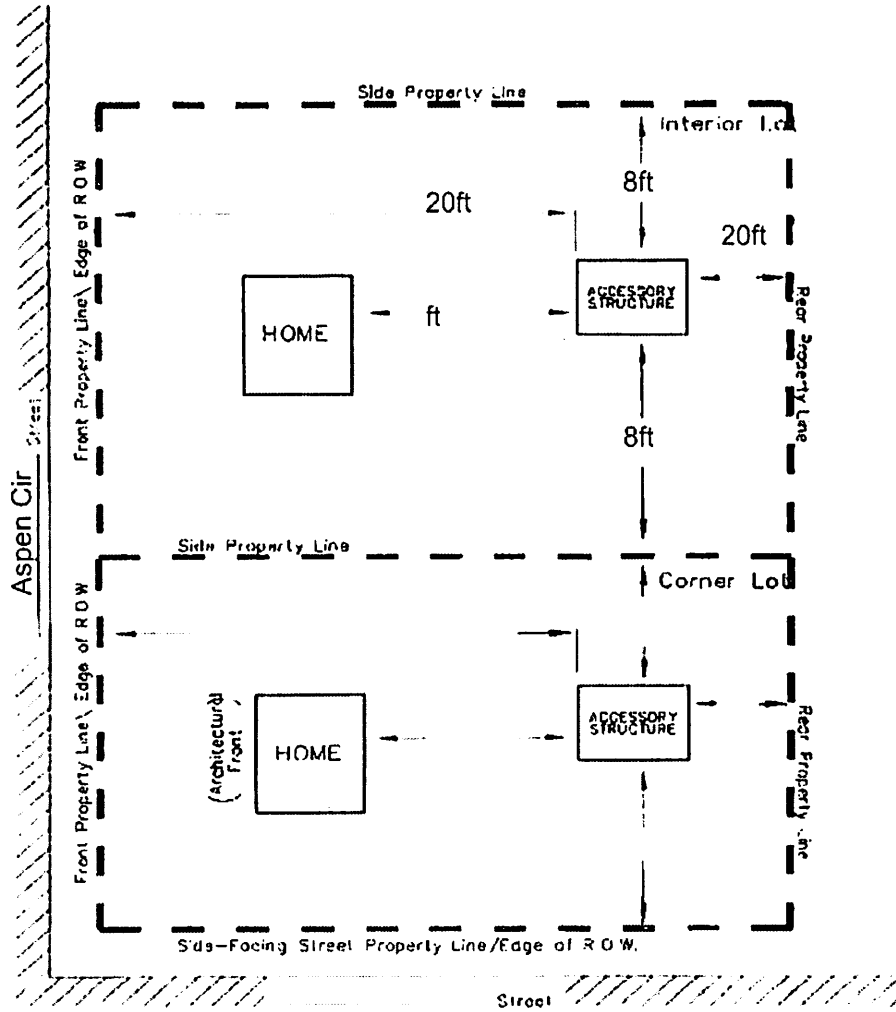 Side Property Line
Interior Lot
8ft
20ft
20ft
Front Property Line\ Edge of R O W
ACCESSORY
STRUCTURE
HOME
ft
Rear Property Line
Street
8ft
Aspen Cir
Side Property Line
Corner Lot
Front Property Line\ Edge of R O W
(Architectural
Front)
HOME
ACCESSORY
STRUCTURE
Rear Property Line
Side-Facing Street Property Line/Edge of R O W.
Street